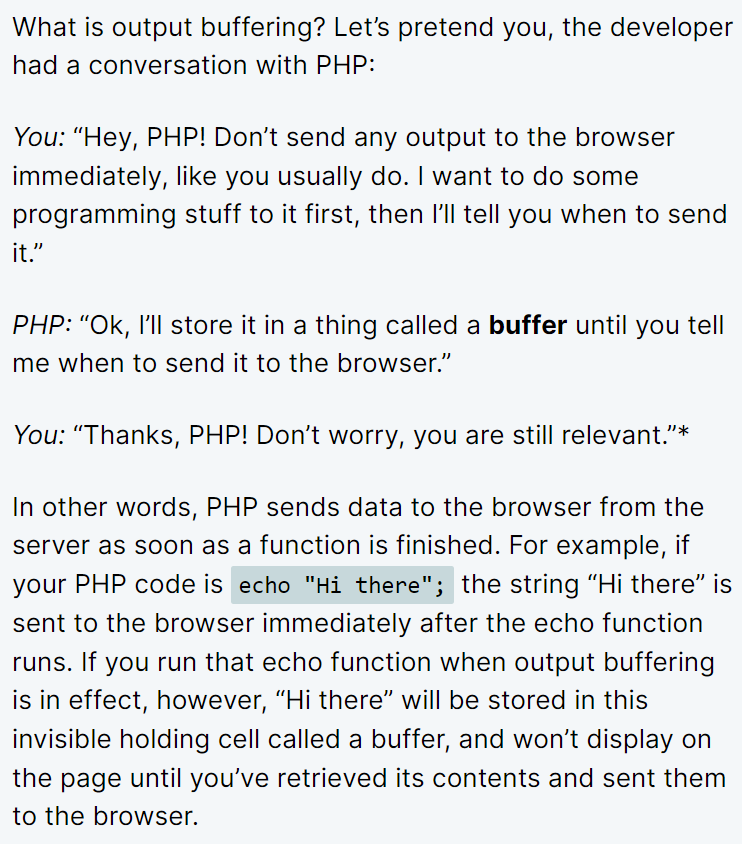 What is output buffering? Let’s pretend you, the developer
had a conversation with PHP:
You: “Hey, PHP! Don’t send any output to the browser
immediately, like you usually do. I want to do some
programming stuff to it first, then I’ll tell you when to send
it.”
PHP: “Ok, I’ll store it in a thing called a buffer until you tell
me when to send it to the browser.”
You: “Thanks, PHP! Don’t worry, you are still relevant.”*
In other words, PHP sends data to the browser from the
server as soon as a function is finished. For example, if
your PHP code is echo "Hi there"; the string “Hi there” is
sent to the browser immediately after the echo function
runs. If you run that echo function when output buffering
is in effect, however, “Hi there” will be stored in this
invisible holding cell called a buffer, and won’t display on
the page until you’ve retrieved its contents and sent them
to the browser.